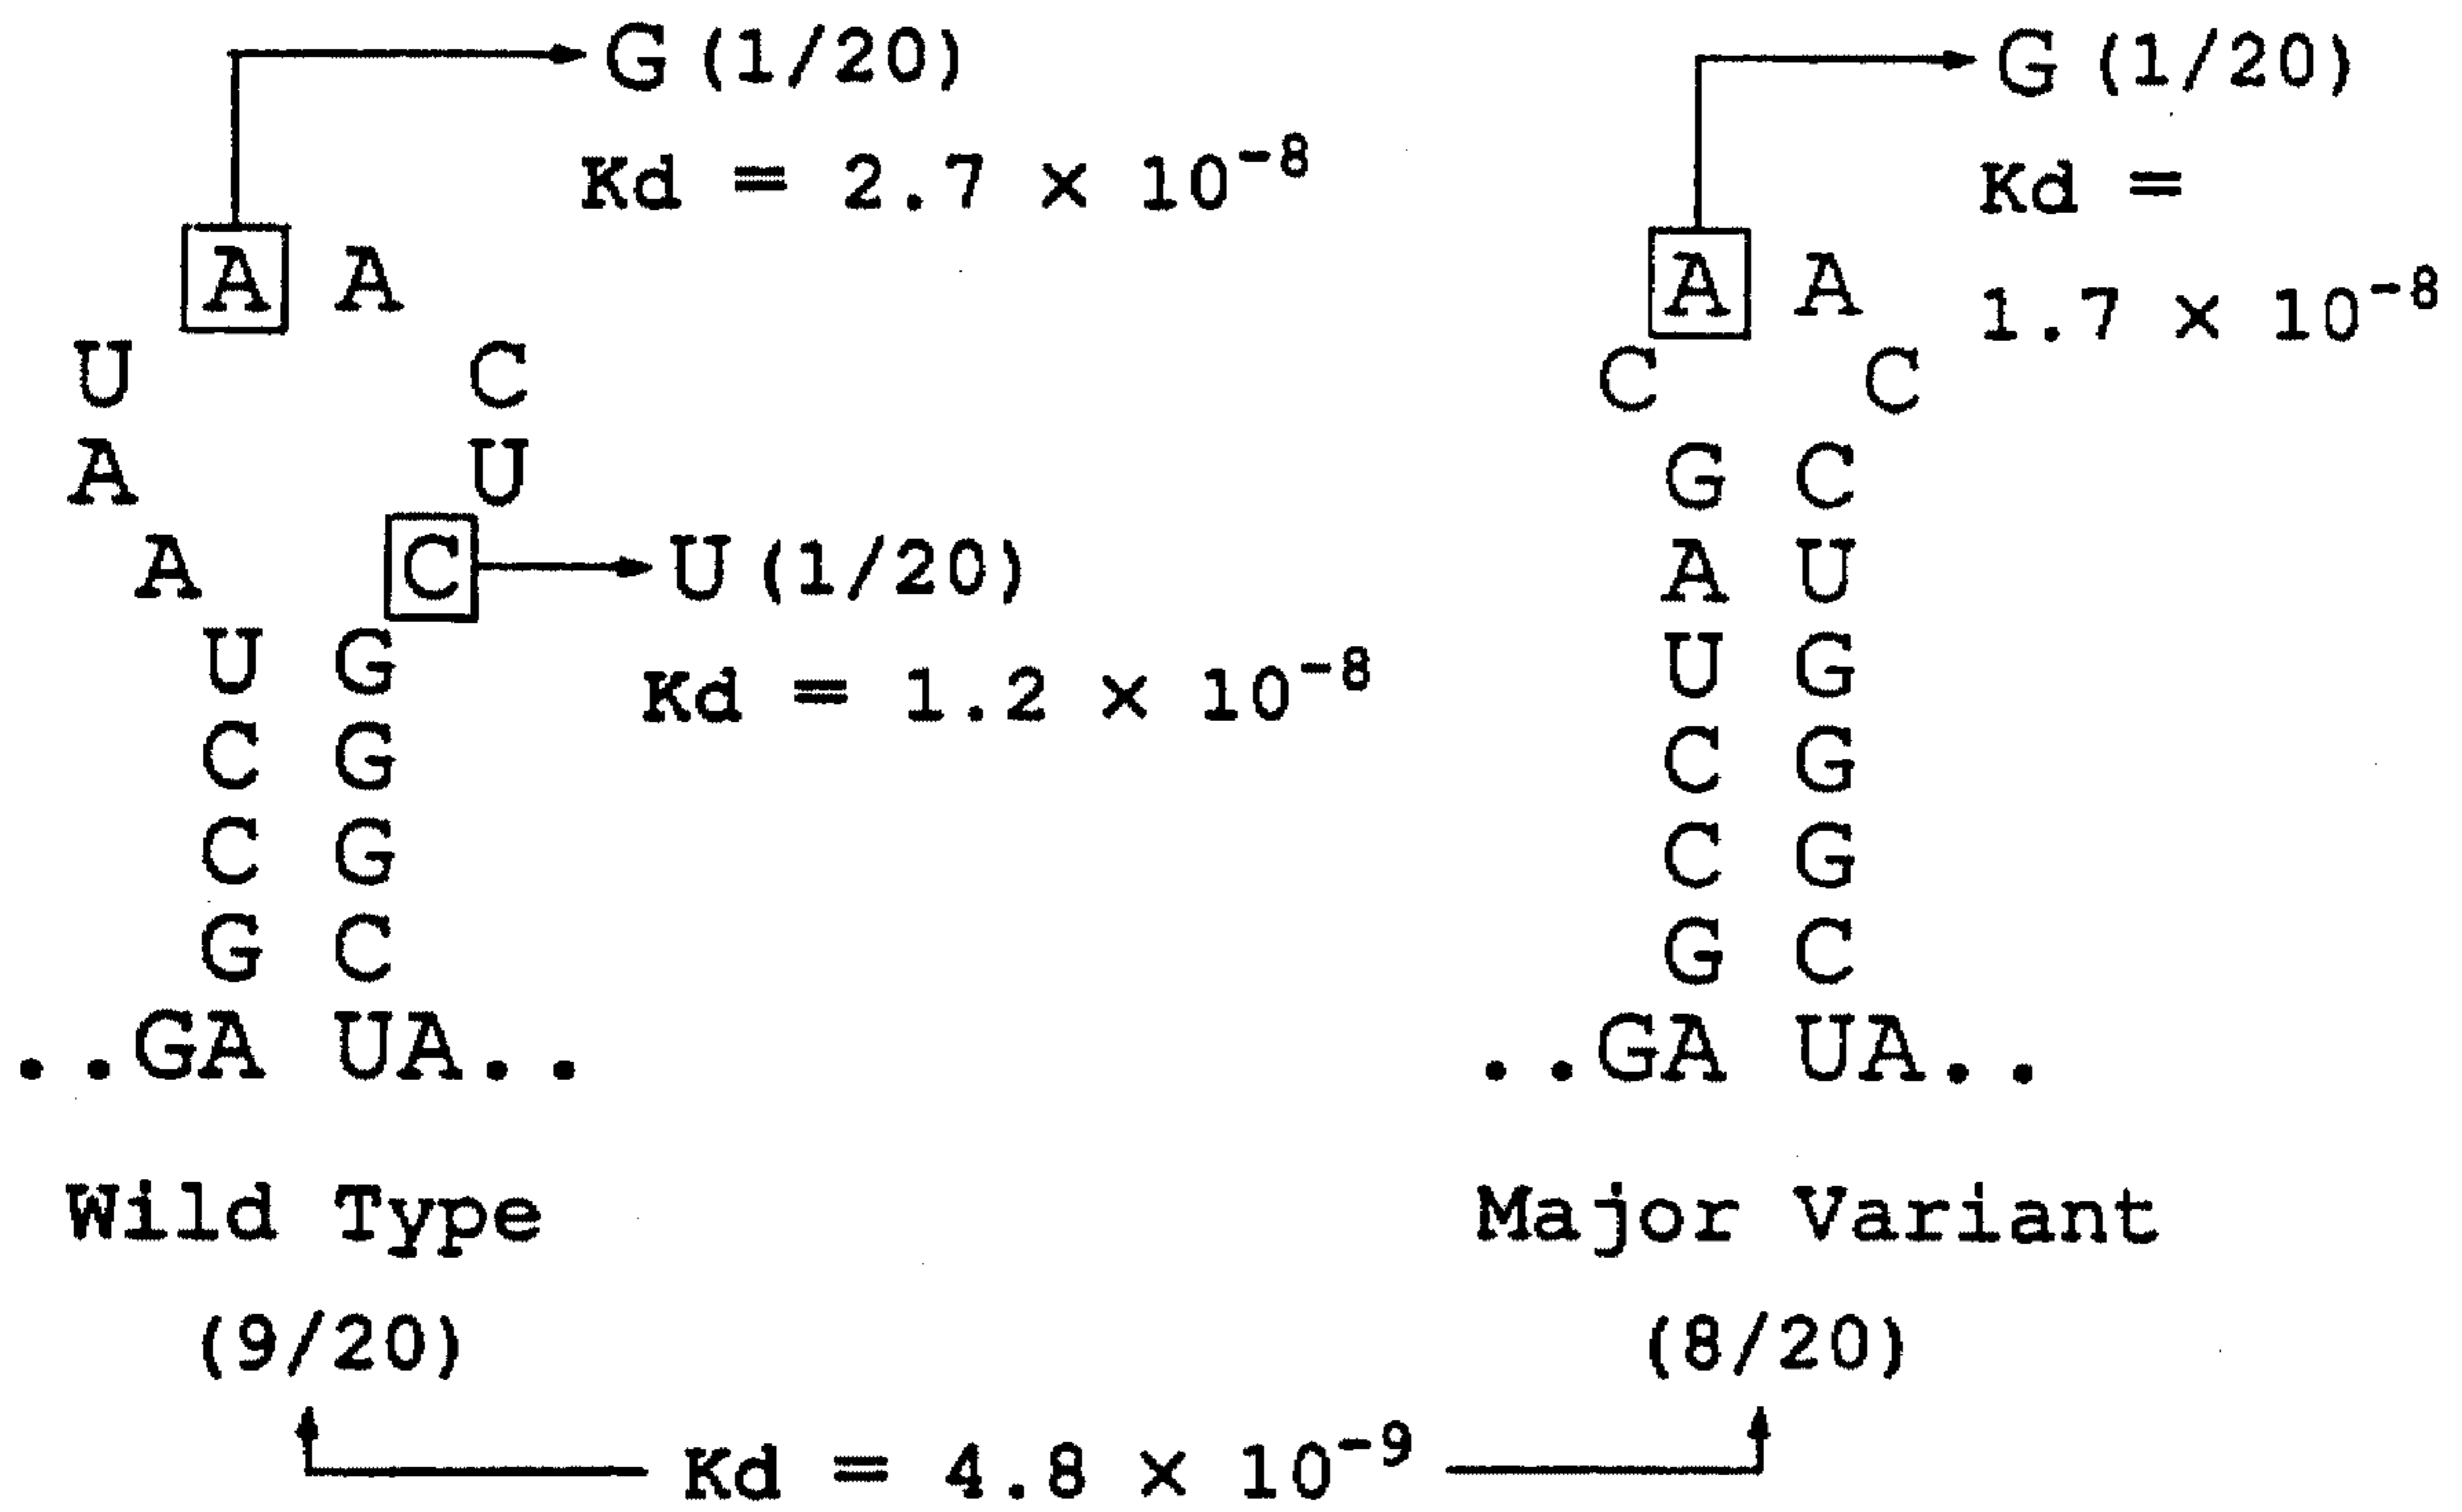 G (1/20) G (1/20)
Kd = 2.7 × 10⁻⁸ Kd =
A A A A 1.7 × 10⁻⁸
U C C C
A U G C
A C U (1/20) A U
U G Kd = 1.2 × 10⁻⁸ U G
C G C G
C G C G
G C G C
..GA UA.. ..GA UA..
Wild Type Major Variant
(9/20) (8/20)
Kd = 4.8 × 10⁻⁹